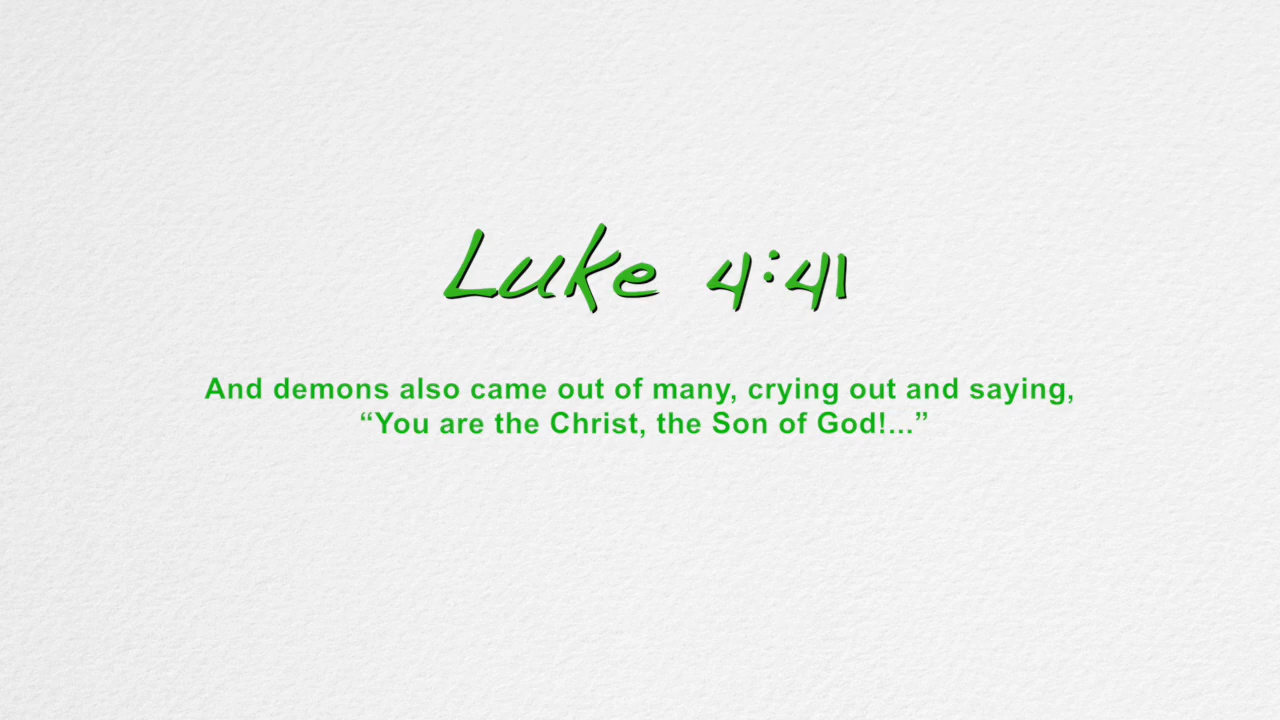 Luke 4:41
And demons also came out of many, crying out and saying,
“You are the Christ, the Son of God!...”